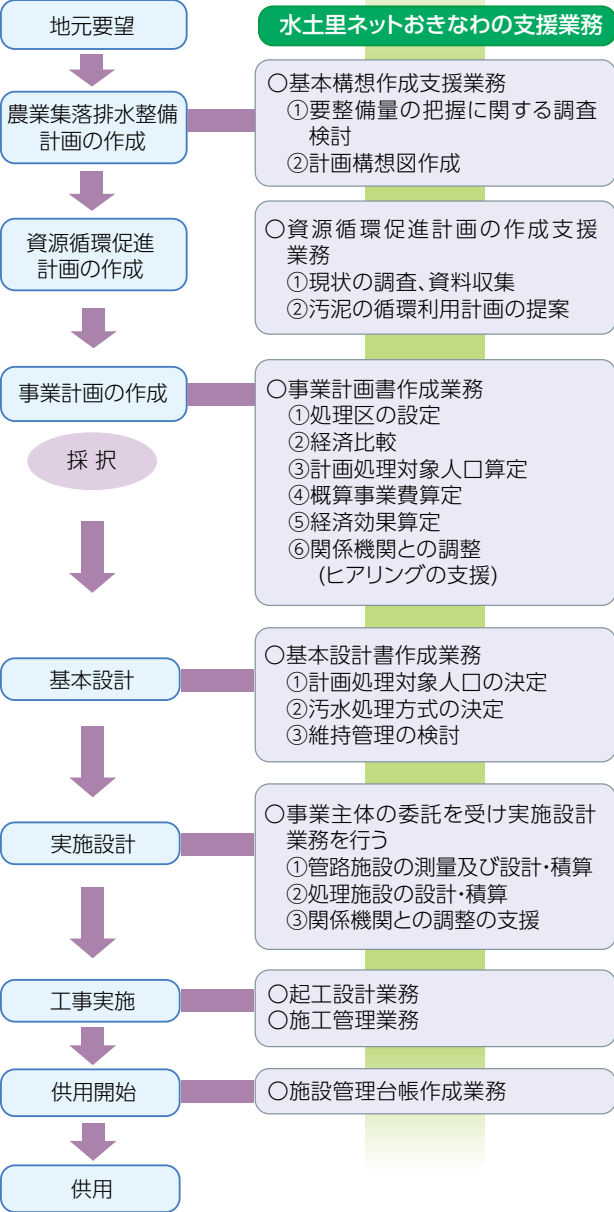 地元要望
水土里ネットおきなわの支援業務
農業集落排水整備
計画の作成
〇基本構想作成支援業務
①要整備量の把握に関する調査
検討
②計画構想図作成
資源循環促進
計画の作成
〇資源循環促進計画の作成支援
業務
①現状の調査、資料収集
②汚泥の循環利用計画の提案
事業計画の作成
〇事業計画書作成業務
①処理区の設定
②経済比較
③計画処理対象人口算定
④概算事業費算定
⑤経済効果算定
⑥関係機関との調整
(ヒアリングの支援)
採 択
基本設計
〇基本設計書作成業務
①計画処理対象人口の決定
②汚水処理方式の決定
③維持管理の検討
実施設計
〇事業主体の委託を受け実施設計
業務を行う
①管路施設の測量及び設計・積算
②処理施設の設計・積算
③関係機関との調整の支援
工事実施
〇起工設計業務
〇施工管理業務
供用開始
〇施設管理台帳作成業務
供用